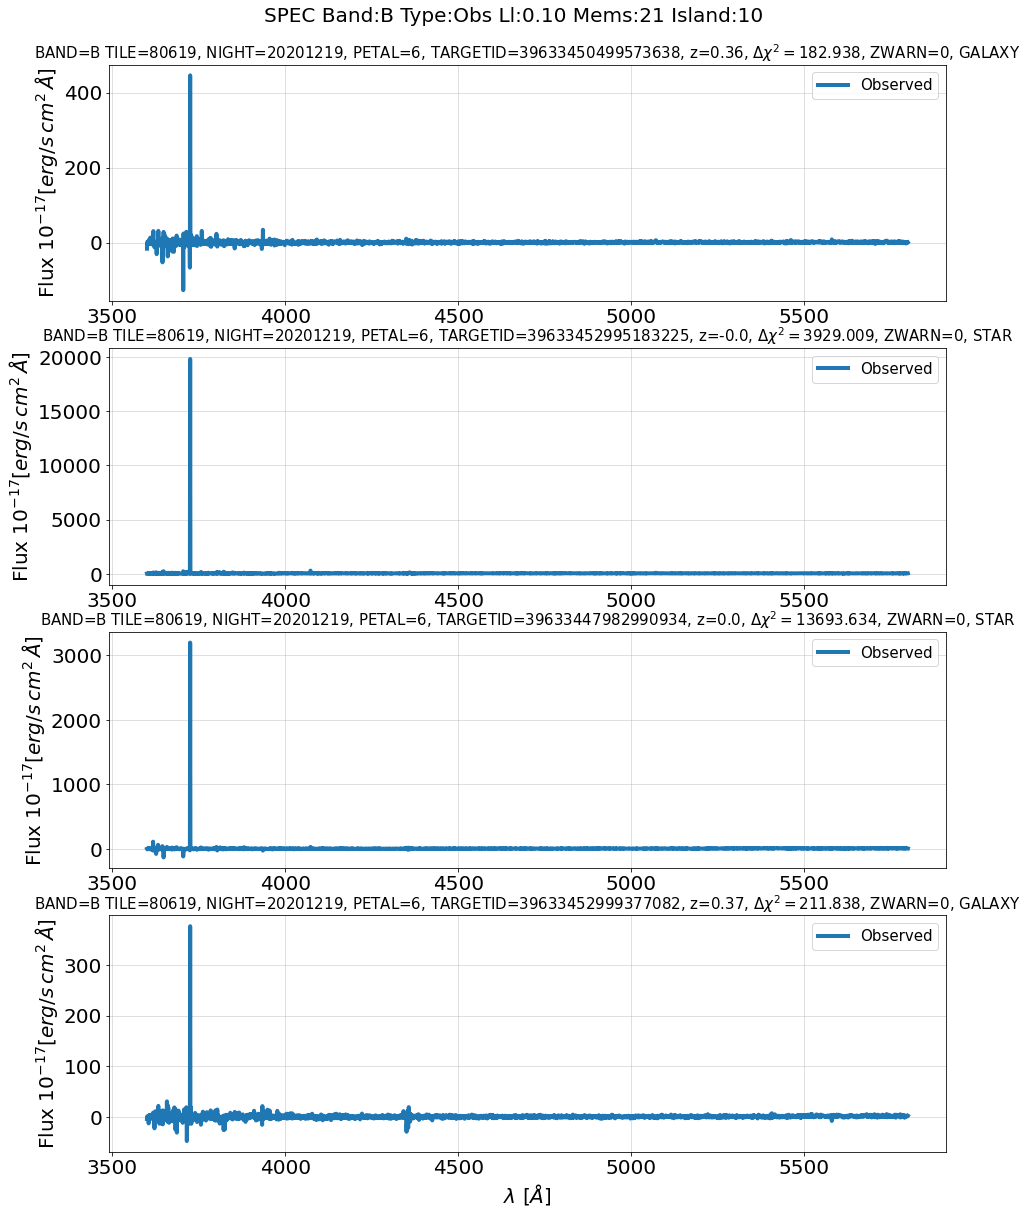 SPEC Band:B Type:Obs Ll:0.10 Mems:21 Island:10
BAND=B TILE=80619, NIGHT=20201219, PETAL=6, TARGETID=39633450499573638, z=0.36, Δχ² = 182.938, ZWARN=0, GALAXY
Flux 10⁻¹⁷[erg/s cm² Å]
400
200
0
Observed
3500 4000 4500 5000 5500
BAND=B TILE=80619, NIGHT=20201219, PETAL=6, TARGETID=39633452995183225, z=-0.0, Δχ² = 3929.009, ZWARN=0, STAR
Flux 10⁻¹⁷[erg/s cm² Å]
20000
15000
10000
5000
0
Observed
3500 4000 4500 5000 5500
BAND=B TILE=80619, NIGHT=20201219, PETAL=6, TARGETID=39633447982990934, z=0.0, Δχ² = 13693.634, ZWARN=0, STAR
Flux 10⁻¹⁷[erg/s cm² Å]
3000
2000
1000
0
Observed
3500 4000 4500 5000 5500
BAND=B TILE=80619, NIGHT=20201219, PETAL=6, TARGETID=39633452999377082, z=0.37, Δχ² = 211.838, ZWARN=0, GALAXY
Flux 10⁻¹⁷[erg/s cm² Å]
300
200
100
0
Observed
3500 4000 4500 5000 5500
λ [Å]